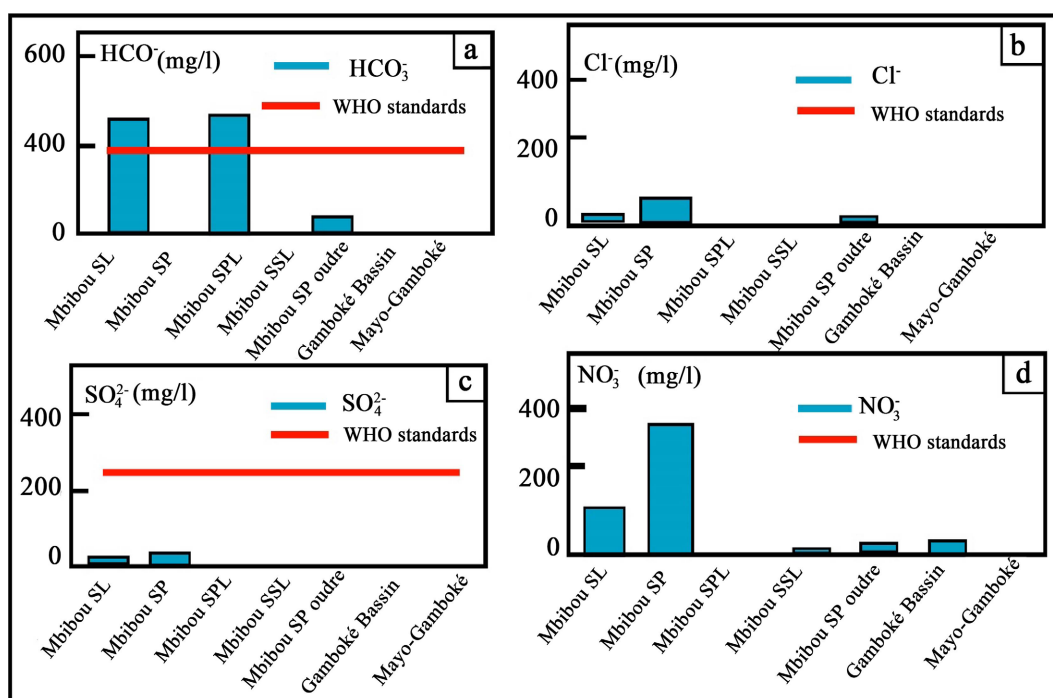 a
HCO⁻(mg/l)
HCO₃⁻
WHO standards
600
400
0
Mbibou SL
Mbibou SP
Mbibou SPL
Mbibou SSL
Mbibou SP oudre
Gamboké Bassin
Mayo-Gamboké
b
Cl⁻(mg/l)
Cl⁻
WHO standards
400
200
0
Mbibou SL
Mbibou SP
Mbibou SPL
Mbibou SSL
Mbibou SP oudre
Gamboké Bassin
Mayo-Gamboké
c
SO₄²⁻(mg/l)
SO₄²⁻
WHO standards
400
200
0
Mbibou SL
Mbibou SP
Mbibou SPL
Mbibou SSL
Mbibou SP oudre
Gamboké Bassin
Mayo-Gamboké
d
NO₃⁻ (mg/l)
NO₃⁻
WHO standards
400
200
0
Mbibou SL
Mbibou SP
Mbibou SPL
Mbibou SSL
Mbibou SP oudre
Gamboké Bassin
Mayo-Gamboké